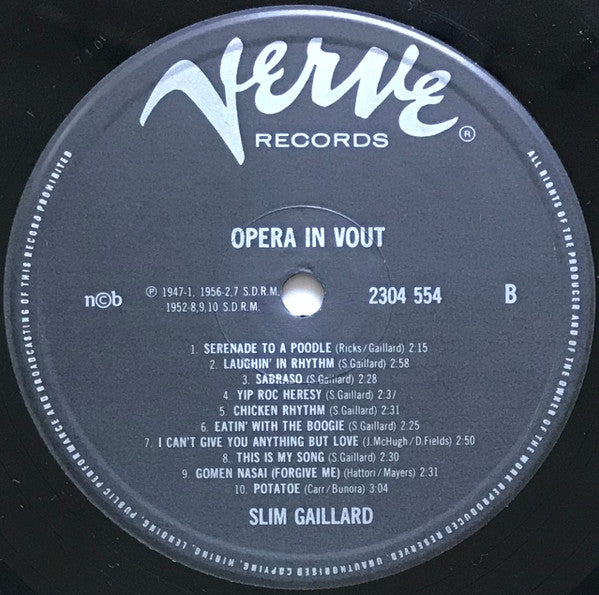 Verve
RECORDS
®
OPERA IN VOUT
n©b
℗ 1947-1, 1956-2,7 S.D.R.M.
1952-8,9,10 S.D.R.M.
2304 554
B
1. SERENADE TO A POODLE (Ricks/Gaillard) 2:15
2. LAUGHIN' IN RHYTHM (S.Gaillard) 2:58
3. SABRASO (S.Gaillard) 2:28
4. YIP ROC HERESY (S.Gaillard) 2:37
5. CHICKEN RHYTHM (S.Gaillard) 2:31
6. EATIN' WITH THE BOOGIE (S.Gaillard) 2:25
7. I CAN'T GIVE YOU ANYTHING BUT LOVE (J.McHugh/D.Fields) 2:50
8. THIS IS MY SONG (S.Gaillard) 2:30
9. GOMEN NASAI (FORGIVE ME) (Hattori/Mayers) 2:31
10. POTATOE (Carr/Bunora) 3:04
SLIM GAILLARD
ALL RIGHTS OF THE PRODUCER AND OF THE OWNER OF THE WORK REPRODUCED RESERVED. UNAUTHORISED COPYING, HIRING, LENDING, PUBLIC PERFORMANCE AND BROADCASTING OF THIS RECORD PROHIBITED